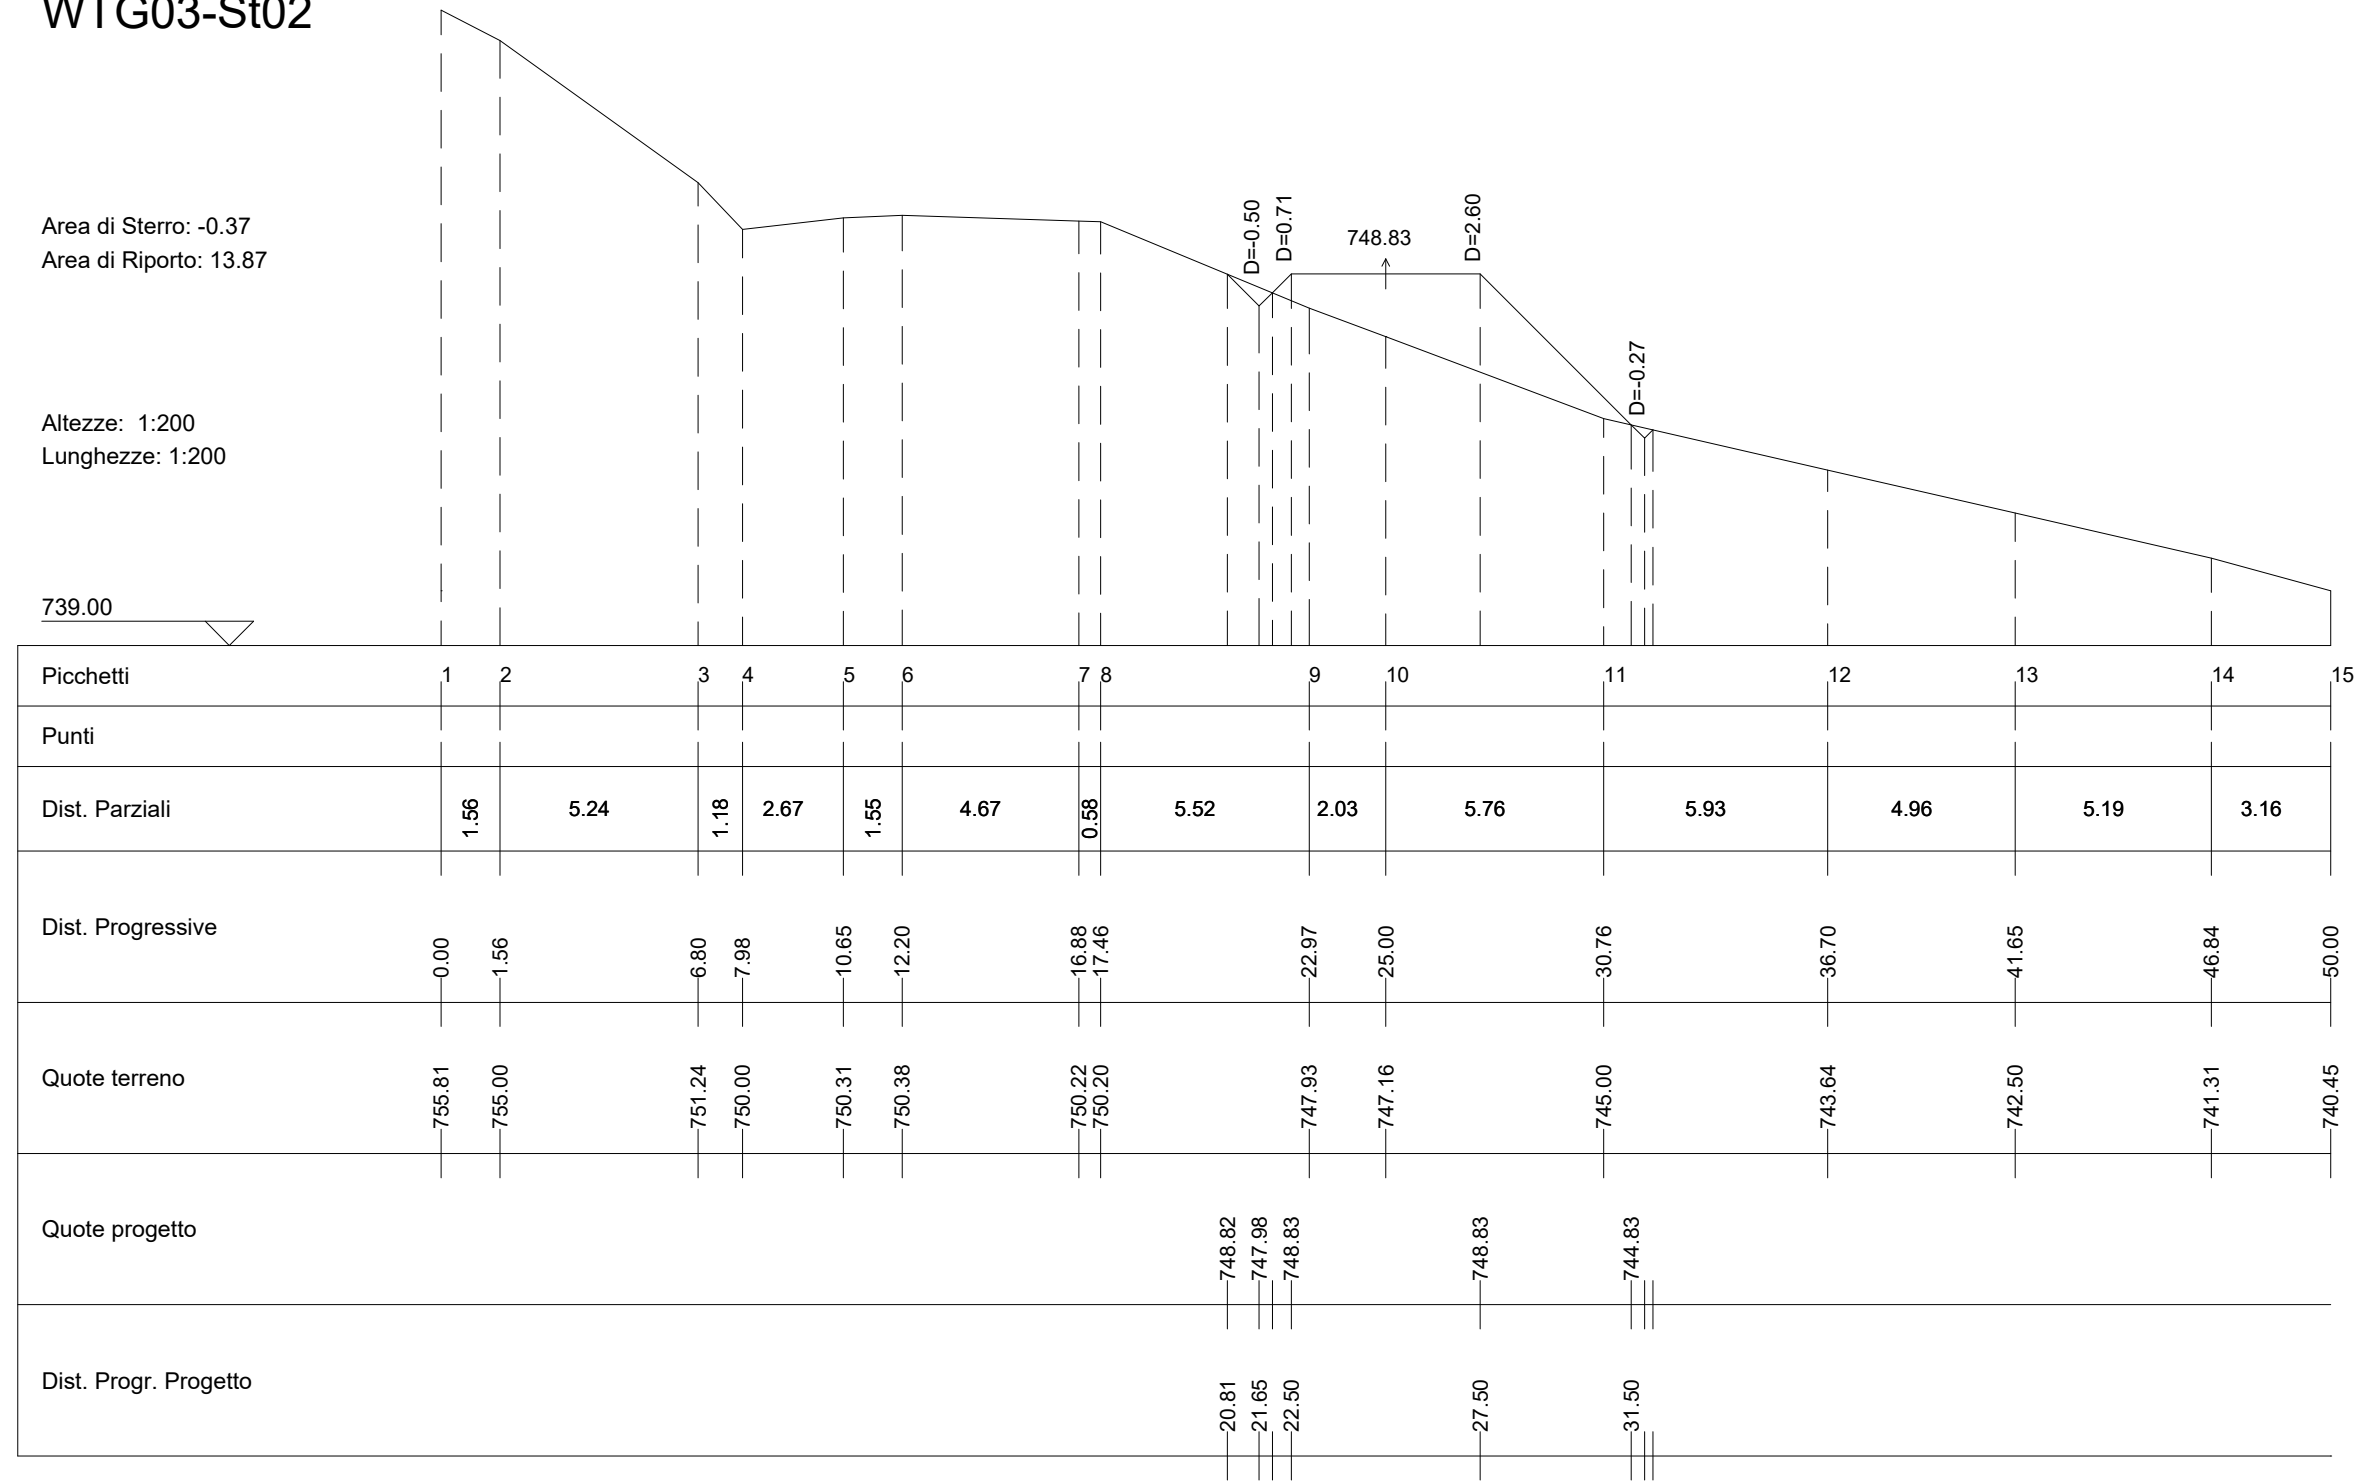 WTG03-St02
D=-0.50
D=0.71
748.83
D=2.60
D=-0.27
Area di Sterro: -0.37
Area di Riporto: 13.87
Altezze: 1:200
Lunghezze: 1:200
739.00
Picchetti 1 2 3 4 5 6 7 8 9 10 11 12 13 14 15
Punti
Dist. Parziali 1.56 5.24 1.18 2.67 1.55 4.67 0.58 5.52 2.03 5.76 5.93 4.96 5.19 3.16
Dist. Progressive 0.00 1.56 6.80 7.98 10.65 12.20 16.88 17.46 22.97 25.00 30.76 36.70 41.65 46.84 50.00
Quote terreno 755.81 755.00 751.24 750.00 750.31 750.38 750.22 750.20 747.93 747.16 745.00 743.64 742.50 741.31 740.45
Quote progetto 748.82 747.98 748.83 748.83 744.83
Dist. Progr. Progetto 20.81 21.65 22.50 27.50 31.50